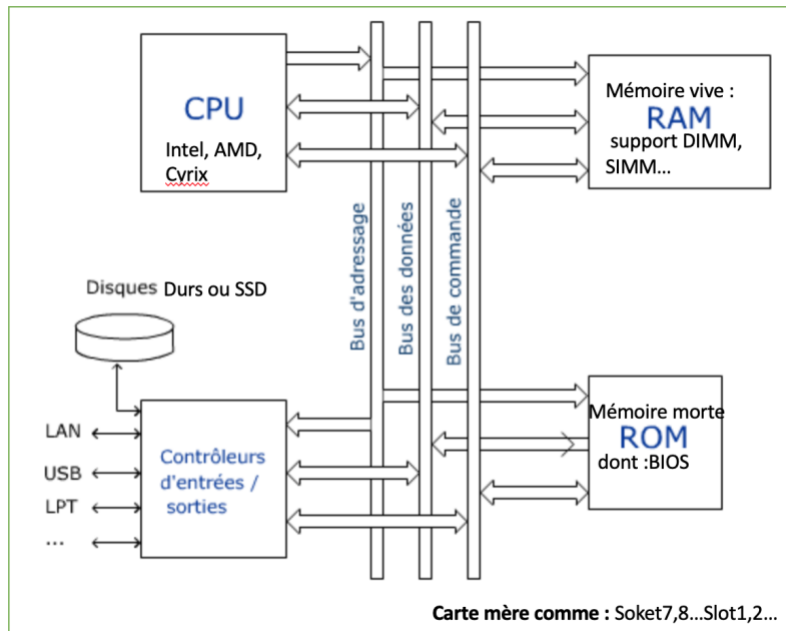 CPU
Intel, AMD,
Cyrix
Mémoire vive :
RAM
support DIMM,
SIMM...
Bus d'adressage
Bus des données
Bus de commande
Disques Durs ou SSD
LAN
USB
LPT
...
Contrôleurs
d'entrées /
sorties
Mémoire morte
ROM
dont :BIOS
Carte mère comme : Soket7,8...Slot1,2...